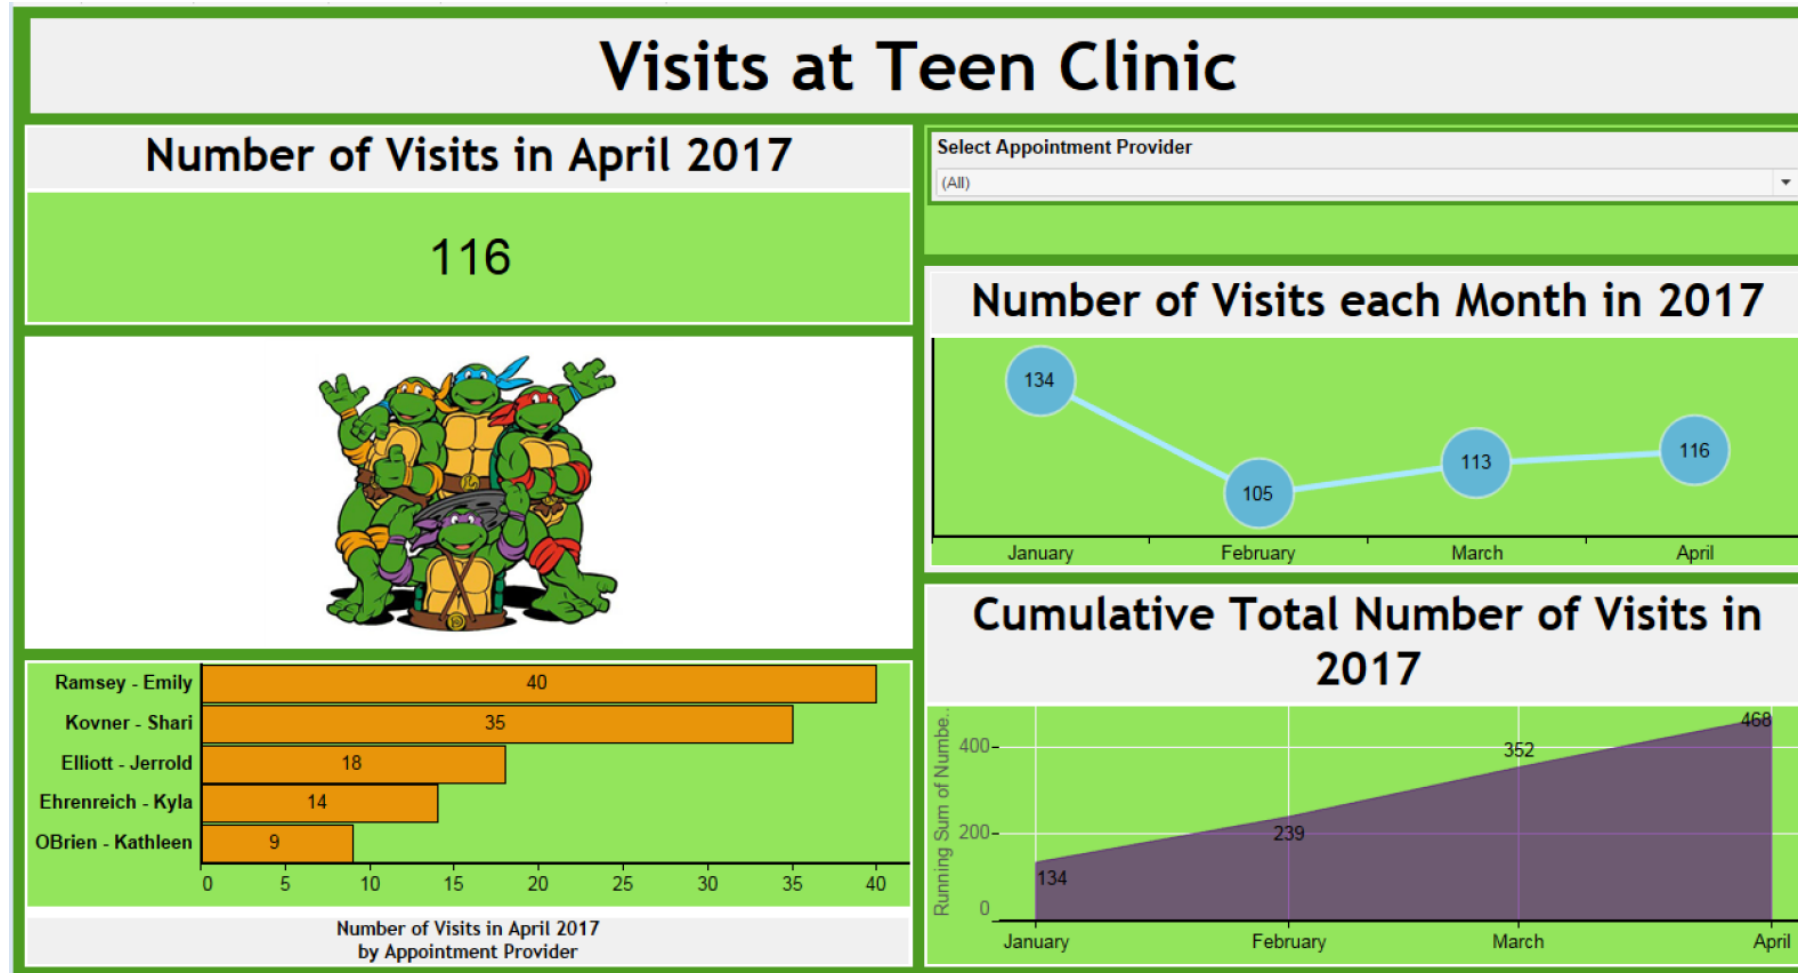 Visits at Teen Clinic
Number of Visits in April 2017
116
Ramsey - Emily
40
Kovner - Shari
35
Elliott - Jerrold
18
Ehrenreich - Kyla
14
OBrien - Kathleen
9
0 5 10 15 20 25 30 35 40
Number of Visits in April 2017
by Appointment Provider
Select Appointment Provider
(All)
Number of Visits each Month in 2017
134
105
113
116
January February March April
Cumulative Total Number of Visits in
2017
Running Sum of Numbe..
400
200
0
134
239
352
468
January February March April